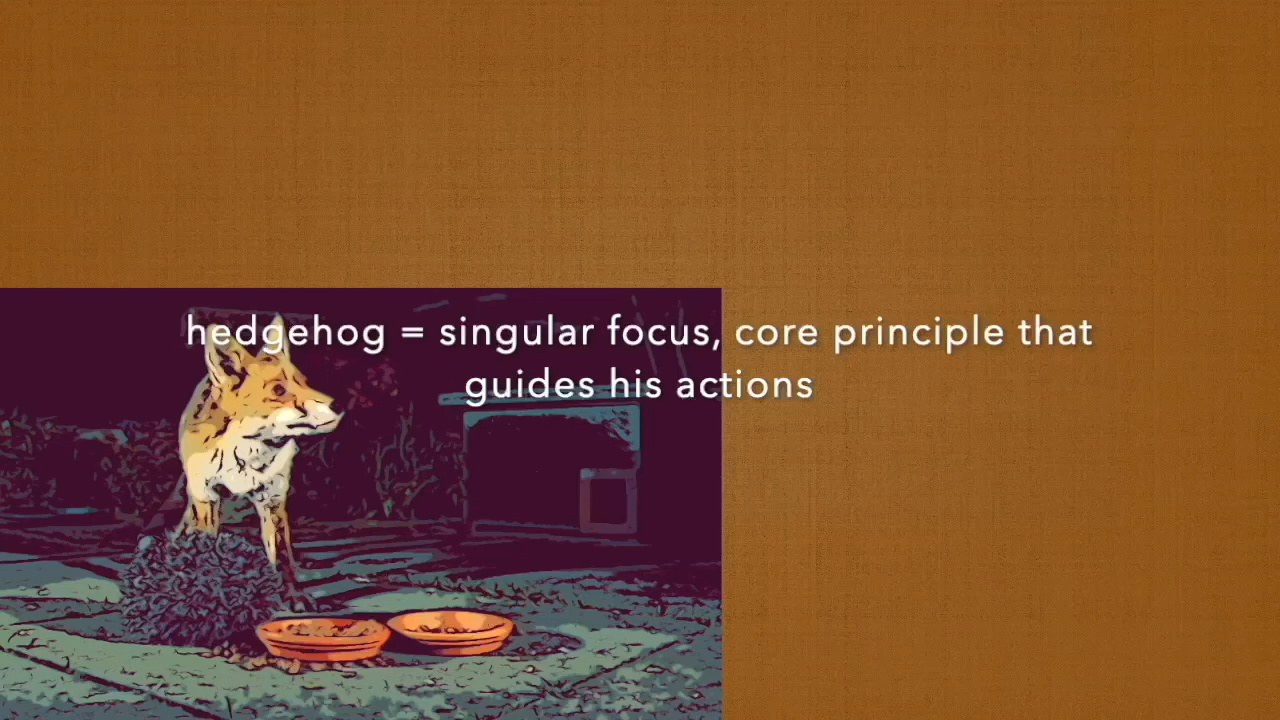 hedgehog = singular focus, core principle that
guides his actions